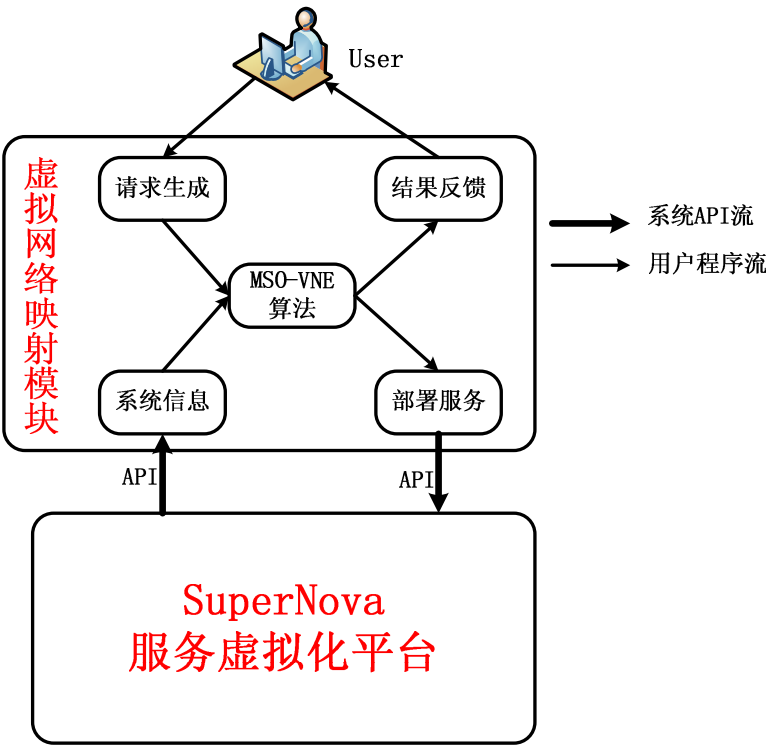 User
虚拟网络映射模块
请求生成
结果反馈
MSO-VNE
算法
系统信息
部署服务
系统API流
用户程序流
API
API
SuperNova
服务虚拟化平台